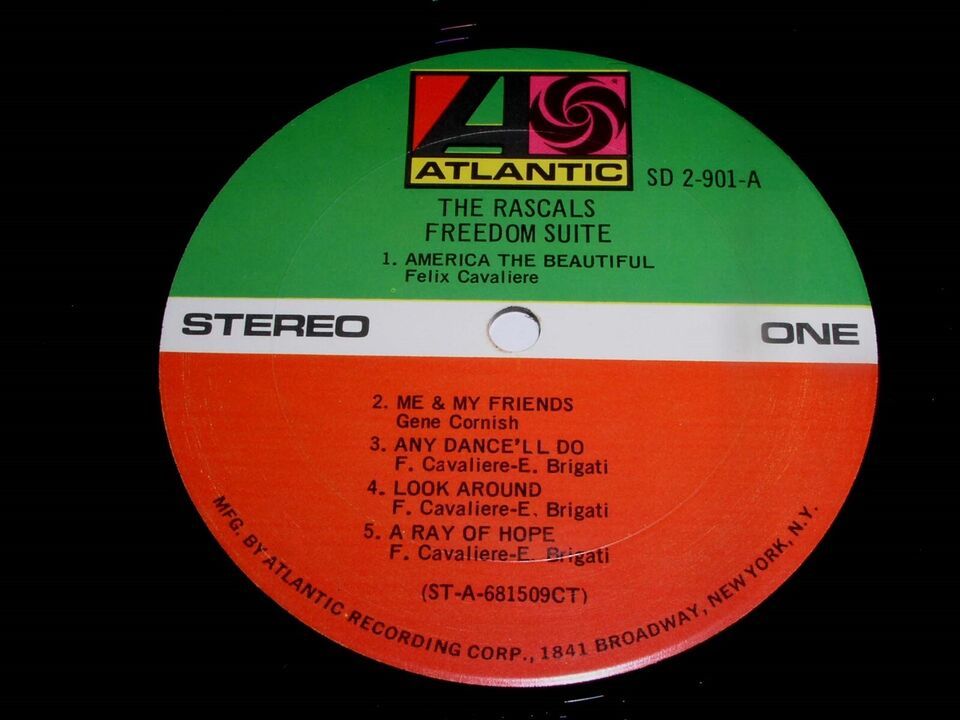 ATLANTIC
SD 2-901-A
THE RASCALS
FREEDOM SUITE
1. AMERICA THE BEAUTIFUL
Felix Cavaliere
STEREO
ONE
2. ME & MY FRIENDS
Gene Cornish
3. ANY DANCE'LL DO
F. Cavaliere-E. Brigati
4. LOOK AROUND
F. Cavaliere-E. Brigati
5. A RAY OF HOPE
F. Cavaliere-E. Brigati
(ST-A-681509CT)
MFG. BY ATLANTIC RECORDING CORP., 1841 BROADWAY, NEW YORK, N.Y.